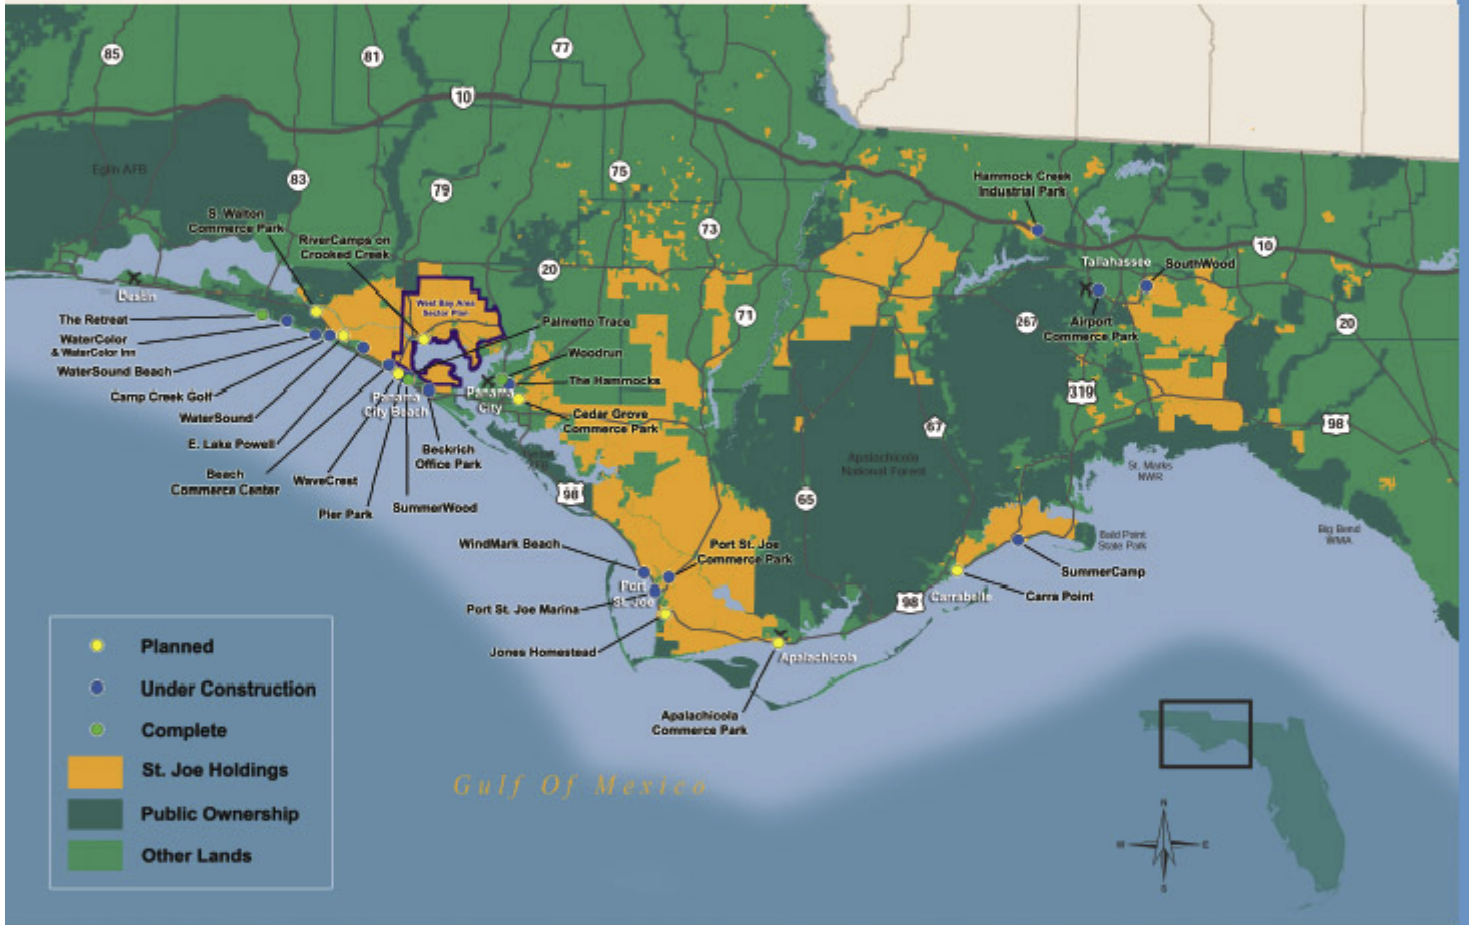 85
81
77
10
Eglin AFB
83
79
75
Hammock Creek
Industrial Park
S. Walton
Commerce Park
RiverCamps on
Crooked Creek
73
20
10
Tallahassee
SouthWood
Destin
West Bay Area
Sector Plan
The Retreat
Palmetto Trace
71
267
Airport
Commerce Park
20
WaterColor
& WaterColor Inn
Woodrun
WaterSound Beach
The Hammocks
Camp Creek Golf
Panama
City Beach
Panama
City
319
WaterSound
Cedar Grove
Commerce Park
67
98
E. Lake Powell
Beckrich
Office Park
Apalachicola
National Forest
St. Marks
NWR
Beach
Commerce Center
WaveCrest
98
65
Pier Park
SummerWood
WindMark Beach
Port St. Joe
Commerce Park
Bald Point
State Park
Big Bend
WMA
SummerCamp
Port
St. Joe
Port St. Joe Marina
98
Carrabelle
Carra Point
Jones Homestead
Apalachicola
Apalachicola
Commerce Park
Planned
Under Construction
Complete
St. Joe Holdings
Public Ownership
Other Lands
Gulf Of Mexico
N
W
E
S